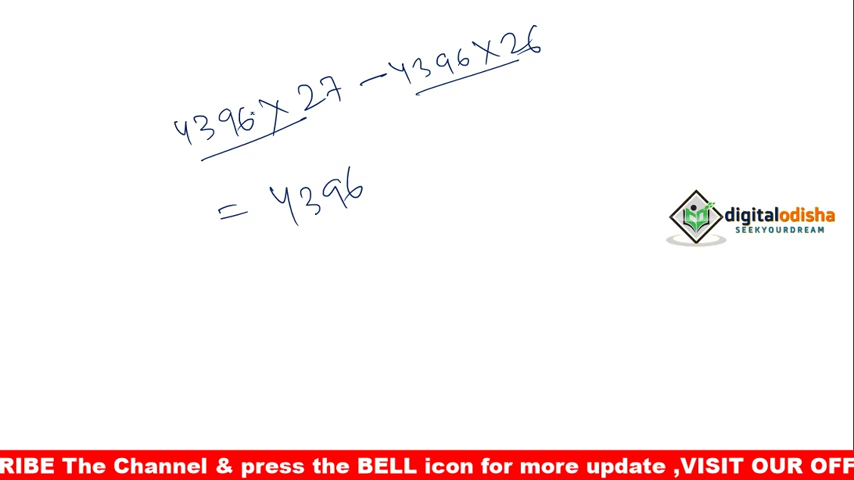 4396 × 27 - 4396 × 26
= 4396
digitalodisha
SEEKYOURDREAM
RIBE The Channel & press the BELL icon for more update ,VISIT OUR OFF